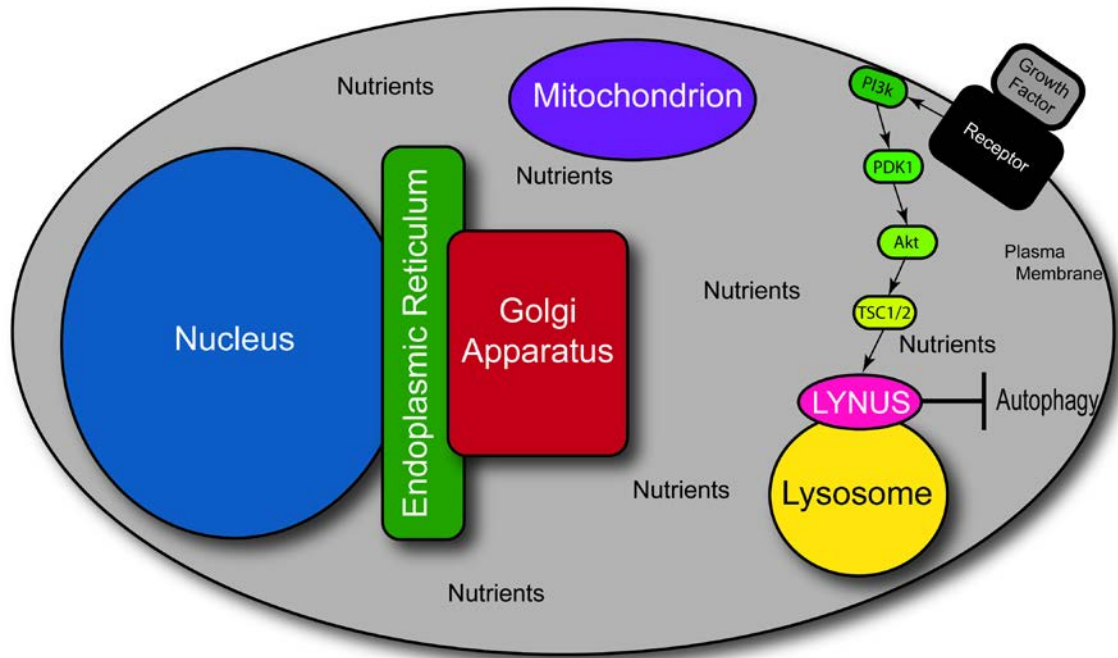 Nutrients
Mitochondrion
Nutrients
PI3k
Growth
Factor
Receptor
PDK1
Akt
Plasma
Membrane
TSC1/2
Nutrients
Nutrients
Nucleus
Endoplasmic Reticulum
Golgi
Apparatus
LYNUS
Autophagy
Lysosome
Nutrients
Nutrients